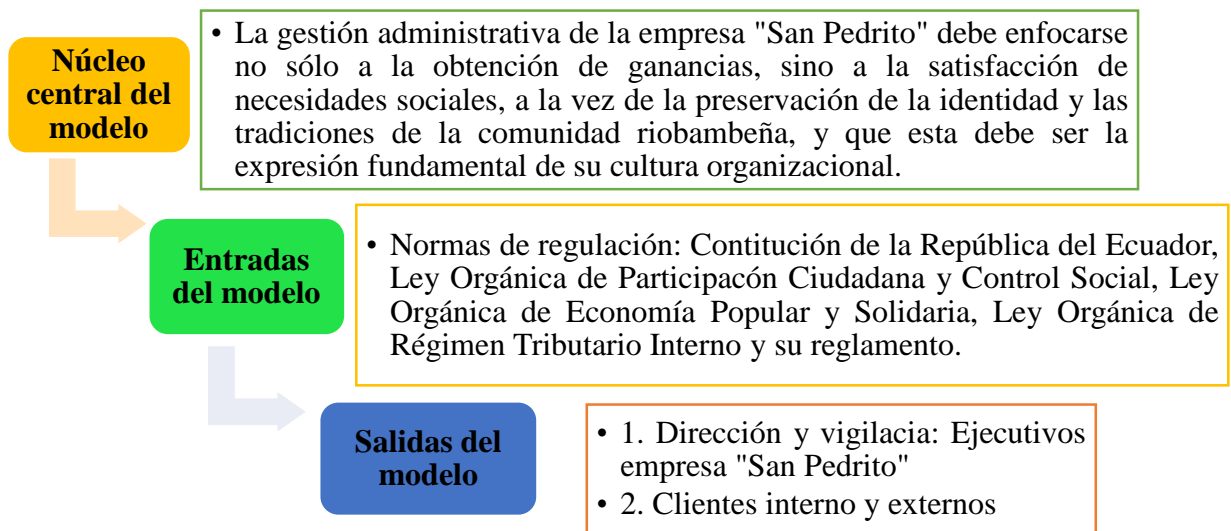 Núcleo
central del
modelo
• La gestión administrativa de la empresa "San Pedrito" debe enfocarse
no sólo a la obtención de ganancias, sino a la satisfacción de
necesidades sociales, a la vez de la preservación de la identidad y las
tradiciones de la comunidad riobambeña, y que esta debe ser la
expresión fundamental de su cultura organizacional.
Entradas
del modelo
• Normas de regulación: Contitución de la República del Ecuador,
Ley Orgánica de Participacón Ciudadana y Control Social, Ley
Orgánica de Economía Popular y Solidaria, Ley Orgánica de
Régimen Tributario Interno y su reglamento.
Salidas del
modelo
• 1. Dirección y vigilacia: Ejecutivos
empresa "San Pedrito"
• 2. Clientes interno y externos